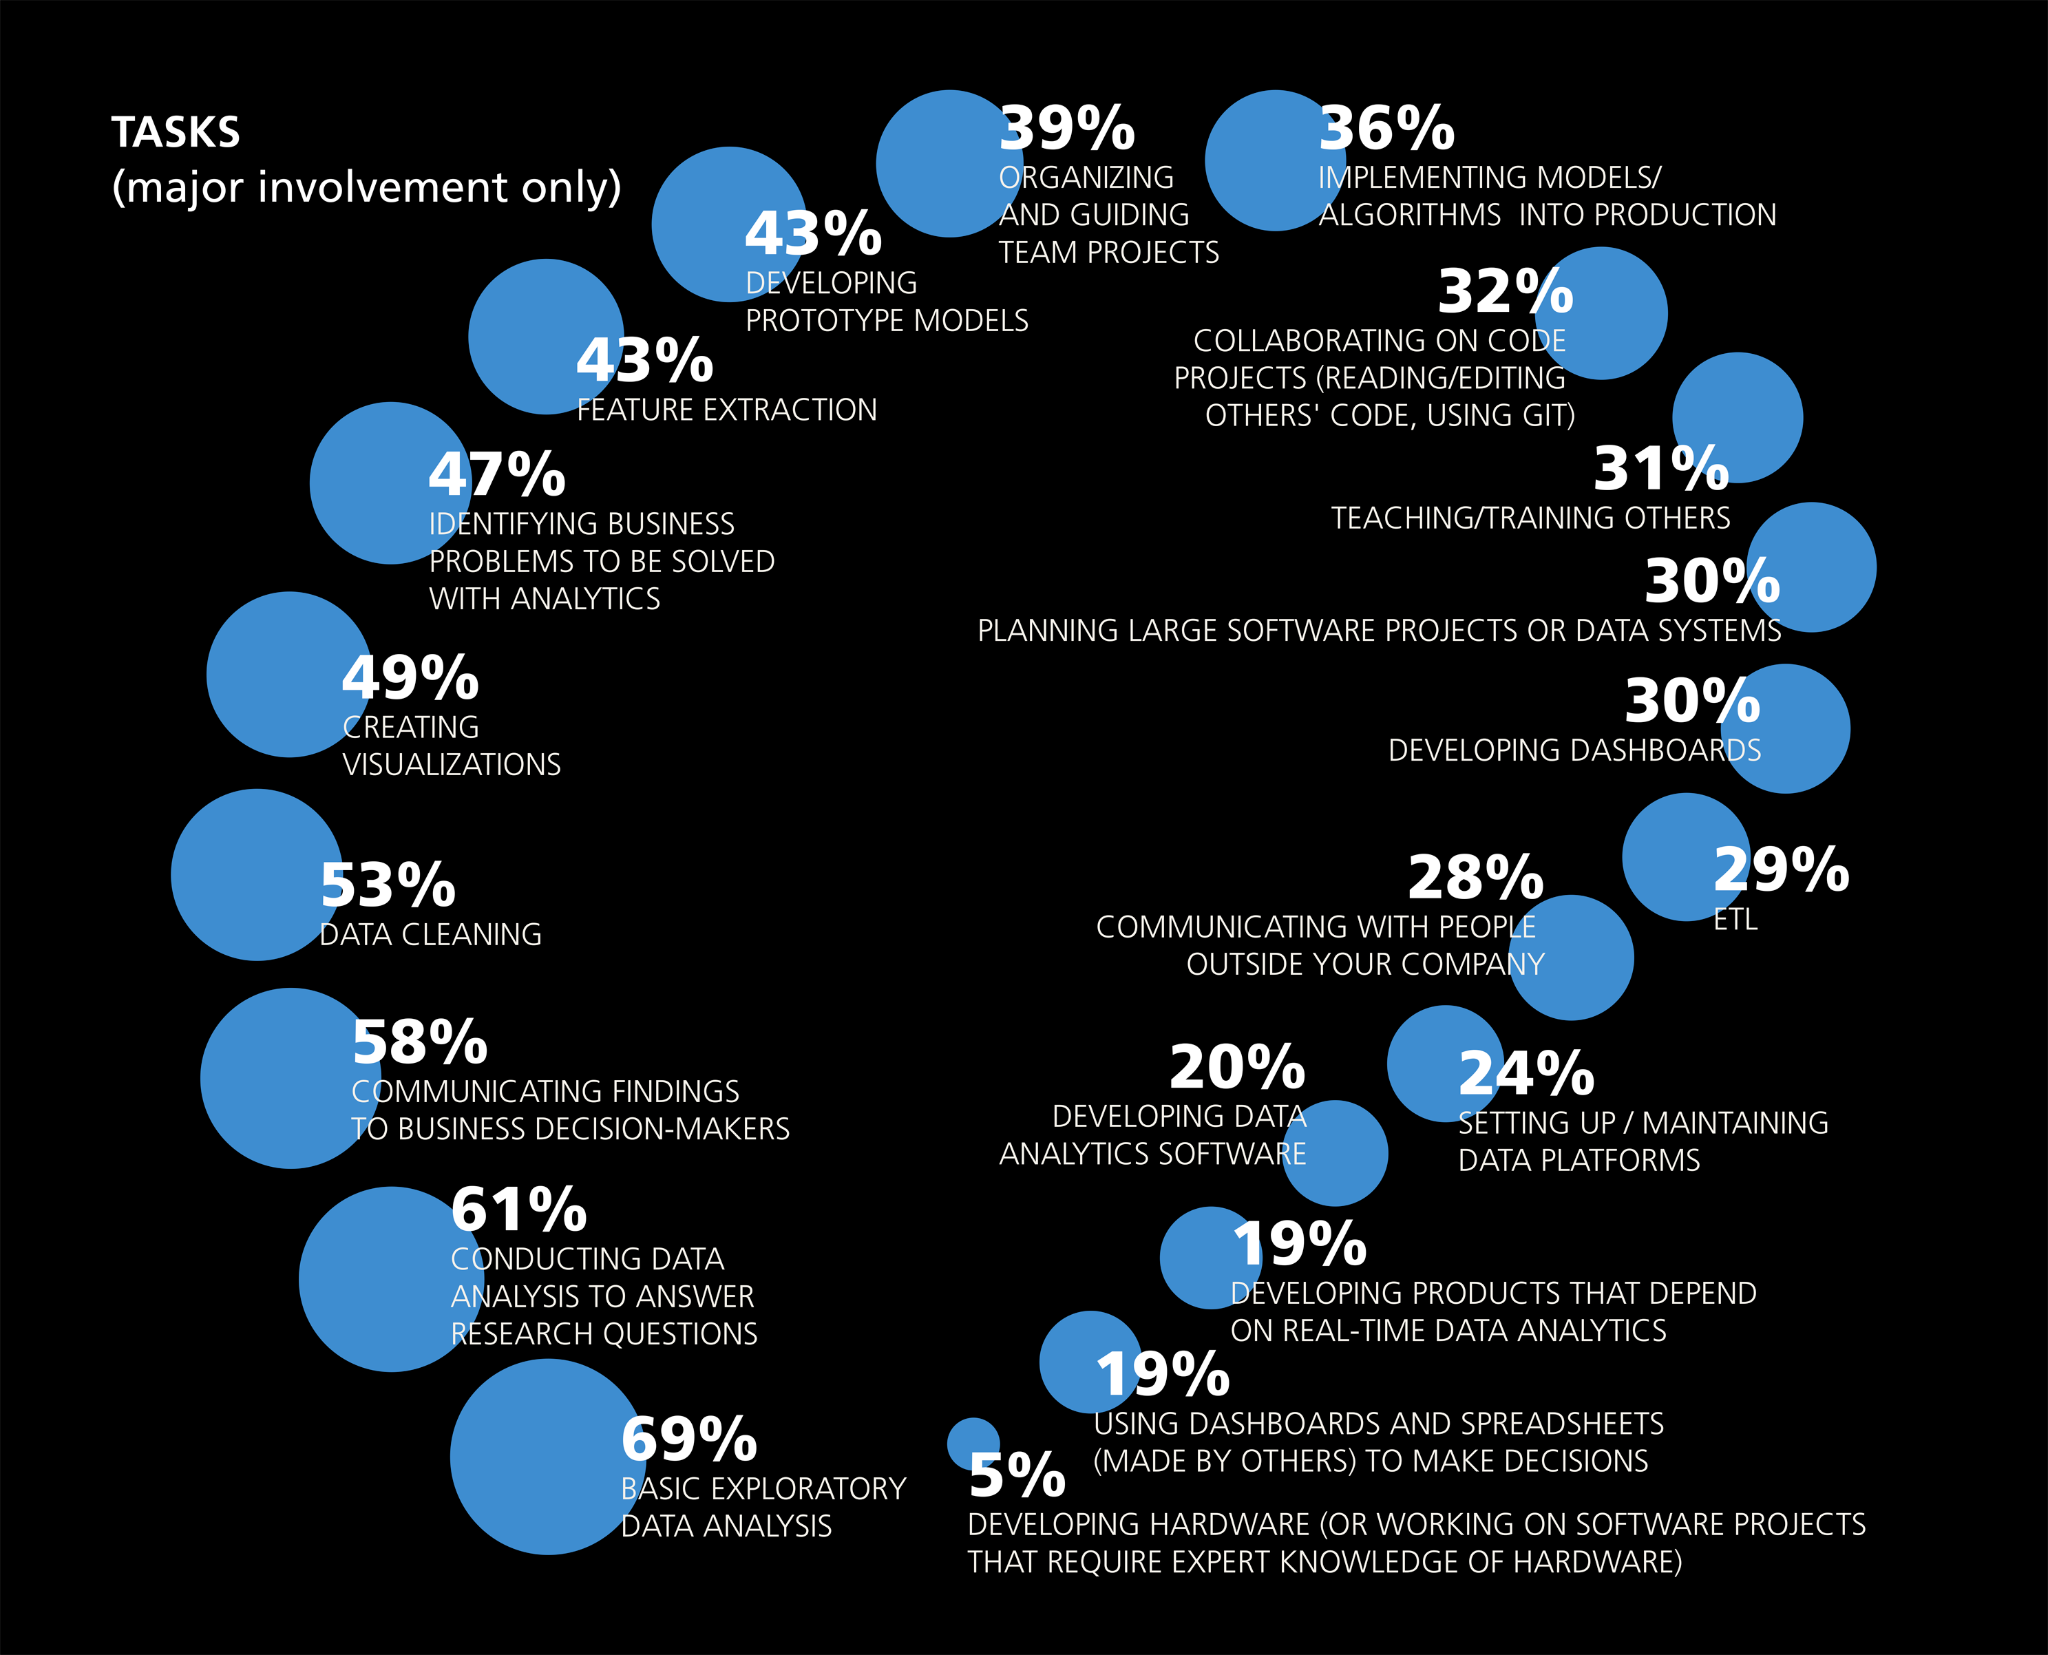 TASKS
(major involvement only)
39%
ORGANIZING
AND GUIDING
TEAM PROJECTS
36%
IMPLEMENTING MODELS/
ALGORITHMS  INTO PRODUCTION
43%
DEVELOPING
PROTOTYPE MODELS
32%
COLLABORATING ON CODE
PROJECTS (READING/EDITING
OTHERS' CODE, USING GIT)
43%
FEATURE EXTRACTION
31%
TEACHING/TRAINING OTHERS
47%
IDENTIFYING BUSINESS
PROBLEMS TO BE SOLVED
WITH ANALYTICS
30%
PLANNING LARGE SOFTWARE PROJECTS OR DATA SYSTEMS
49%
CREATING
VISUALIZATIONS
30%
DEVELOPING DASHBOARDS
29%
ETL
53%
DATA CLEANING
28%
COMMUNICATING WITH PEOPLE
OUTSIDE YOUR COMPANY
58%
COMMUNICATING FINDINGS
TO BUSINESS DECISION-MAKERS
24%
SETTING UP / MAINTAINING
DATA PLATFORMS
20%
DEVELOPING DATA
ANALYTICS SOFTWARE
61%
CONDUCTING DATA
ANALYSIS TO ANSWER
RESEARCH QUESTIONS
19%
DEVELOPING PRODUCTS THAT DEPEND
ON REAL-TIME DATA ANALYTICS
19%
USING DASHBOARDS AND SPREADSHEETS
(MADE BY OTHERS) TO MAKE DECISIONS
69%
BASIC EXPLORATORY
DATA ANALYSIS
5%
DEVELOPING HARDWARE (OR WORKING ON SOFTWARE PROJECTS
THAT REQUIRE EXPERT KNOWLEDGE OF HARDWARE)